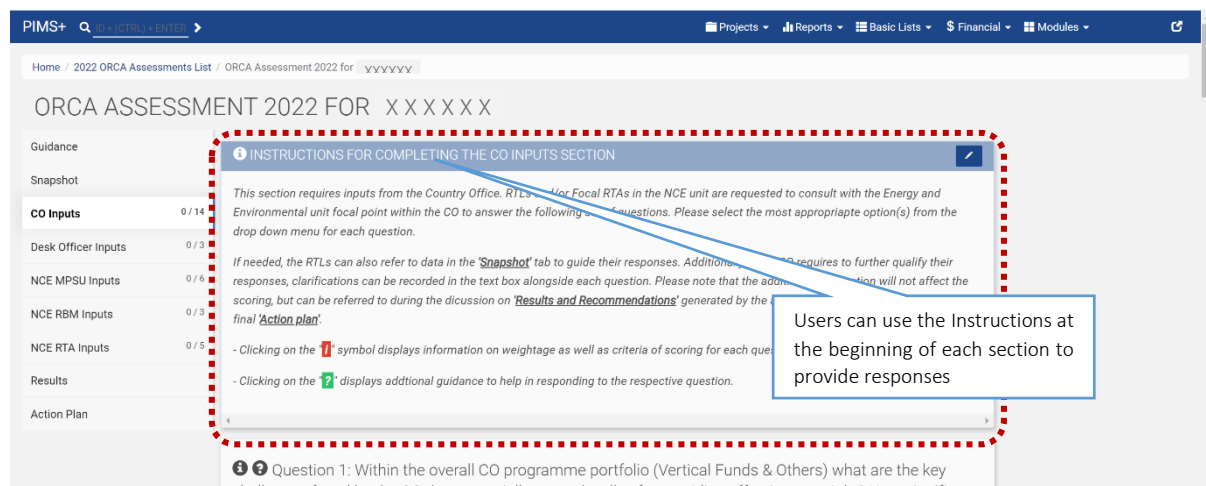 PIMS+ ID + (CTRL) + ENTER Projects Reports Basic Lists $ Financial Modules
Home / 2022 ORCA Assessments List / ORCA Assessment 2022 for XXXXXX
ORCA ASSESSMENT 2022 FOR X X X X X X
Guidance
Snapshot
CO Inputs 0 / 14
Desk Officer Inputs 0 / 3
NCE MPSU Inputs 0 / 6
NCE RBM Inputs 0 / 3
NCE RTA Inputs 0 / 5
Results
Action Plan
INSTRUCTIONS FOR COMPLETING THE CO INPUTS SECTION
This section requires inputs from the Country Office. RTLs and/or Focal RTAs in the NCE unit are requested to consult with the Energy and
Environmental unit focal point within the CO to answer the following questions. Please select the most appropriapte option(s) from the
drop down menu for each question.
If needed, the RTLs can also refer to data in the 'Snapshot' tab to guide their responses. requires to further qualify their
responses, clarifications can be recorded in the text box alongside each question. Please note that the will not affect the
scoring, but can be referred to during the dicussion on 'Results and Recommendations' generated by the
final 'Action plan'.
- Clicking on the "i" symbol displays information on weightage as well as criteria of scoring for each
- Clicking on the "?" displays addtional guidance to help in responding to the respective question.
Users can use the Instructions at
the beginning of each section to
provide responses
Question 1: Within the overall CO programme portfolio (Vertical Funds & Others) what are the key